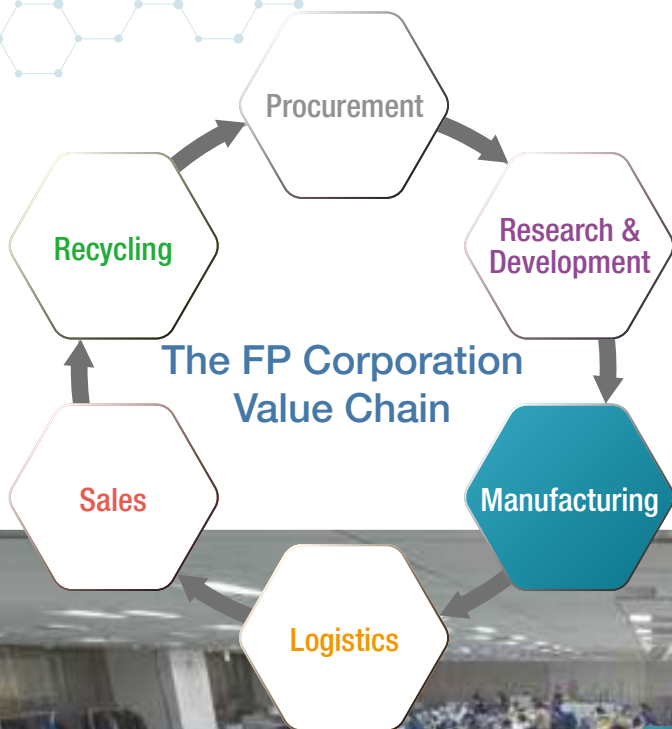 Procurement
Research &
Development
Recycling
The FP Corporation
Value Chain
Sales
Manufacturing
Logistics